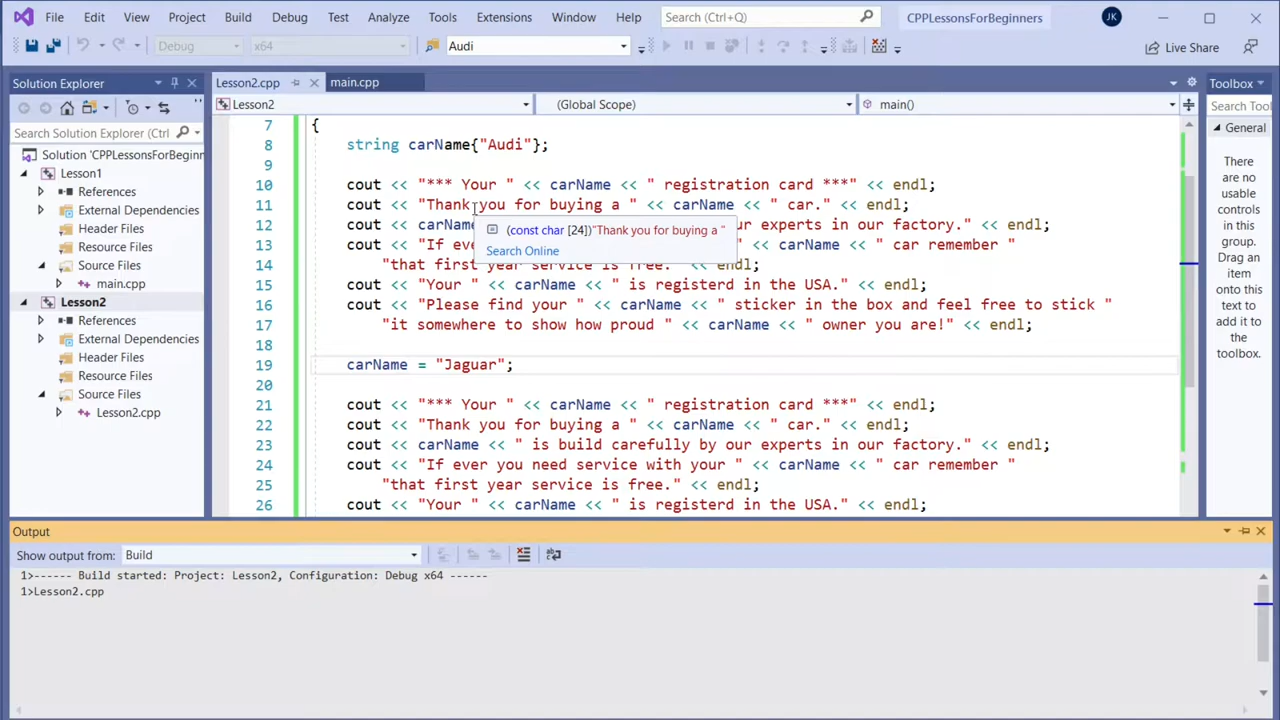 File Edit View Project Build Debug Test Analyze Tools Extensions Window Help Search (Ctrl+Q) CPPLessonsForBeginners JK
Debug x64 Audi Live Share
Solution Explorer
Search Solution Explorer (Ctrl
Solution 'CPPLessonsForBeginn
Lesson1
References
External Dependencies
Header Files
Resource Files
Source Files
main.cpp
Lesson2
References
External Dependencies
Header Files
Resource Files
Source Files
Lesson2.cpp
Lesson2.cpp main.cpp
Lesson2 (Global Scope) main()
7 {
8 string carName{"Audi"};
9
10 cout << "*** Your " << carName << " registration card ***" << endl;
11 cout << "Thank you for buying a " << carName << " car." << endl;
12 cout << carName our experts in our factory." << endl;
13 cout << "If eve " << carName << " car remember "
14 "that first year service is free." << endl;
15 cout << "Your " << carName << " is registerd in the USA." << endl;
16 cout << "Please find your " << carName << " sticker in the box and feel free to stick "
17 "it somewhere to show how proud " << carName << " owner you are!" << endl;
18
19 carName = "Jaguar";
20
21 cout << "*** Your " << carName << " registration card ***" << endl;
22 cout << "Thank you for buying a " << carName << " car." << endl;
23 cout << carName << " is build carefully by our experts in our factory." << endl;
24 cout << "If ever you need service with your " << carName << " car remember "
25 "that first year service is free." << endl;
26 cout << "Your " << carName << " is registerd in the USA." << endl;
(const char [24])"Thank you for buying a "
Search Online
Toolbox
Search Tool
General
There
are no
usable
controls
in this
group.
Drag an
item
onto this
text to
add it to
the
toolbox.
Output
Show output from: Build
1>------ Build started: Project: Lesson2, Configuration: Debug x64 ------
1>Lesson2.cpp